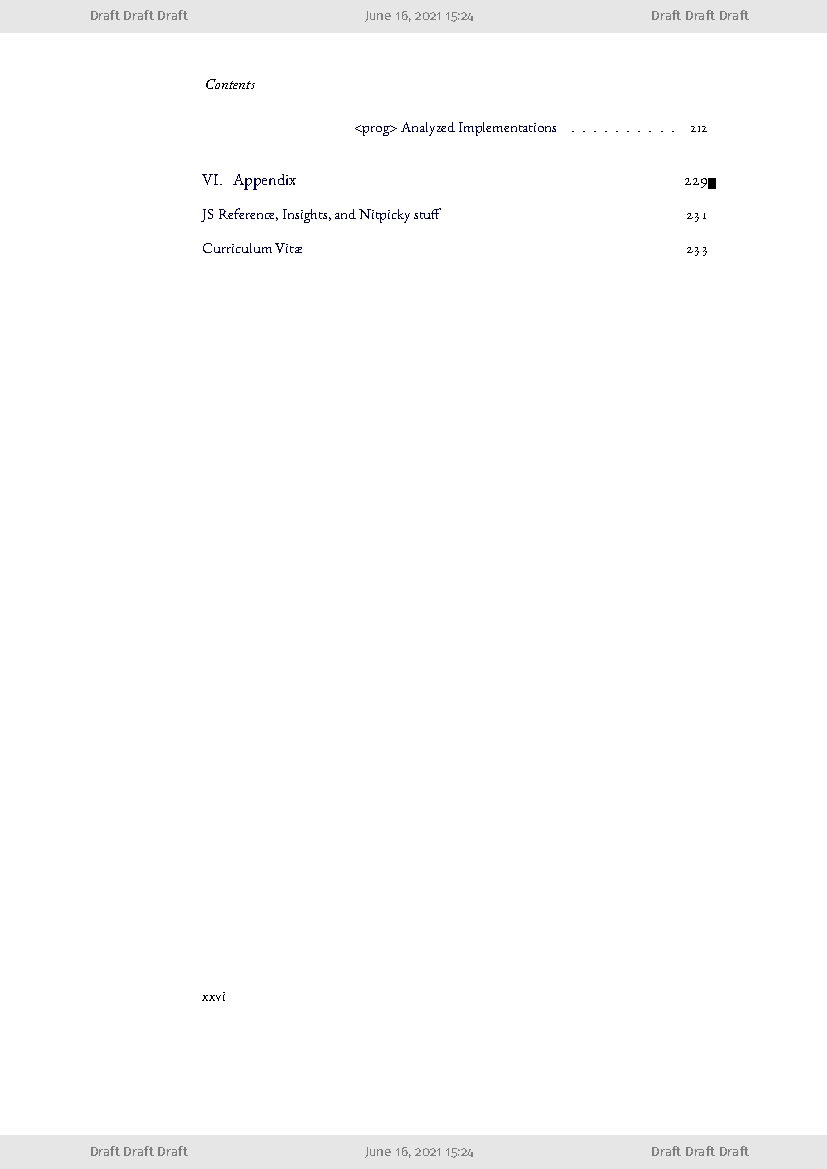 Draft Draft Draft June 16, 2021 15:24 Draft Draft Draft
Contents
<prog> Analyzed Implementations . . . . . . . . . . 212
VI. Appendix 229
JS Reference, Insights, and Nitpicky stuff 231
Curriculum Vitæ 233
xxvi
Draft Draft Draft June 16, 2021 15:24 Draft Draft Draft